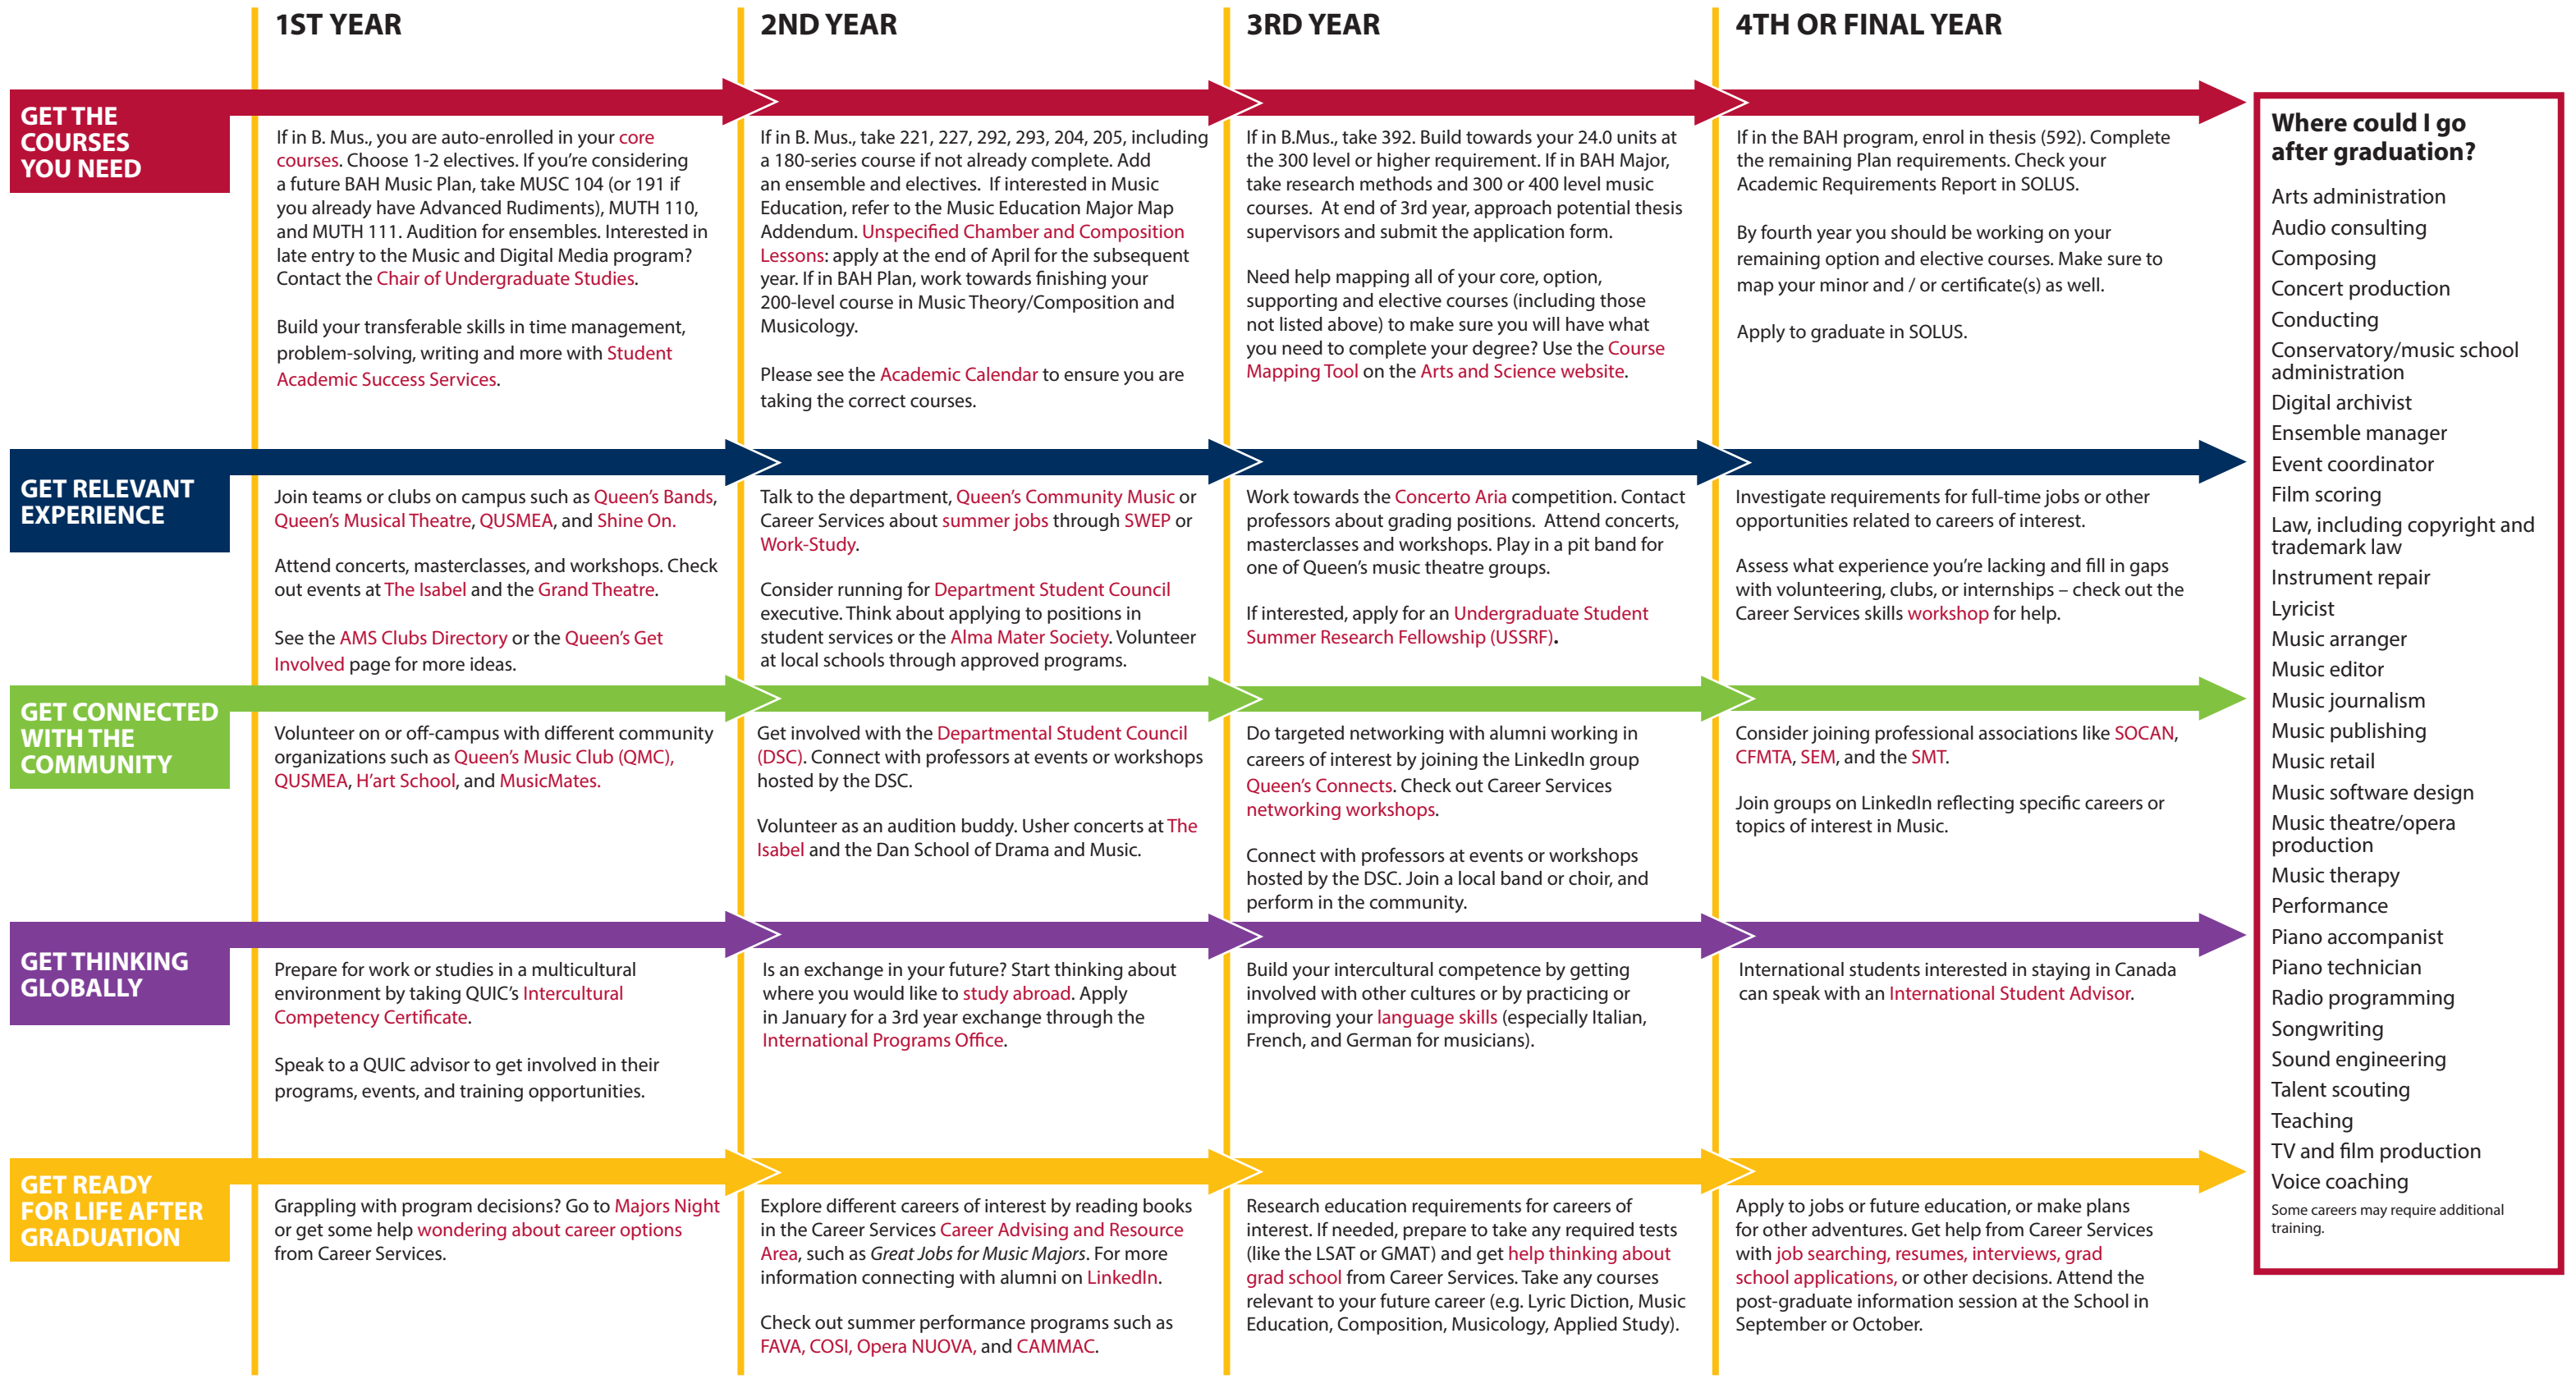 1ST YEAR
2ND YEAR
3RD YEAR
4TH OR FINAL YEAR
GET THE
COURSES
YOU NEED
If in B. Mus., you are auto-enrolled in your core
courses. Choose 1-2 electives. If you're considering
a future BAH Music Plan, take MUSC 104 (or 191 if
you already have Advanced Rudiments), MUTH 110,
and MUTH 111. Audition for ensembles. Interested in
late entry to the Music and Digital Media program?
Contact the Chair of Undergraduate Studies.
Build your transferable skills in time management,
problem-solving, writing and more with Student
Academic Success Services.
If in B. Mus., take 221, 227, 292, 293, 204, 205, including
a 180-series course if not already complete. Add
an ensemble and electives. If interested in Music
Education, refer to the Music Education Major Map
Addendum. Unspecified Chamber and Composition
Lessons: apply at the end of April for the subsequent
year. If in BAH Plan, work towards finishing your
200-level course in Music Theory/Composition and
Musicology.
Please see the Academic Calendar to ensure you are
taking the correct courses.
If in B.Mus., take 392. Build towards your 24.0 units at
the 300 level or higher requirement. If in BAH Major,
take research methods and 300 or 400 level music
courses. At end of 3rd year, approach potential thesis
supervisors and submit the application form.
Need help mapping all of your core, option,
supporting and elective courses (including those
not listed above) to make sure you will have what
you need to complete your degree? Use the Course
Mapping Tool on the Arts and Science website.
If in the BAH program, enrol in thesis (592). Complete
the remaining Plan requirements. Check your
Academic Requirements Report in SOLUS.
By fourth year you should be working on your
remaining option and elective courses. Make sure to
map your minor and / or certificate(s) as well.
Apply to graduate in SOLUS.
GET RELEVANT
EXPERIENCE
Join teams or clubs on campus such as Queen's Bands,
Queen's Musical Theatre, QUSMEA, and Shine On.
Attend concerts, masterclasses, and workshops. Check
out events at The Isabel and the Grand Theatre.
See the AMS Clubs Directory or the Queen's Get
Involved page for more ideas.
Talk to the department, Queen's Community Music or
Career Services about summer jobs through SWEP or
Work-Study.
Consider running for Department Student Council
executive. Think about applying to positions in
student services or the Alma Mater Society. Volunteer
at local schools through approved programs.
Work towards the Concerto Aria competition. Contact
professors about grading positions. Attend concerts,
masterclasses and workshops. Play in a pit band for
one of Queen's music theatre groups.
If interested, apply for an Undergraduate Student
Summer Research Fellowship (USSRF).
Investigate requirements for full-time jobs or other
opportunities related to careers of interest.
Assess what experience you're lacking and fill in gaps
with volunteering, clubs, or internships – check out the
Career Services skills workshop for help.
GET CONNECTED
WITH THE
COMMUNITY
Volunteer on or off-campus with different community
organizations such as Queen's Music Club (QMC),
QUSMEA, H'art School, and MusicMates.
Get involved with the Departmental Student Council
(DSC). Connect with professors at events or workshops
hosted by the DSC.
Volunteer as an audition buddy. Usher concerts at The
Isabel and the Dan School of Drama and Music.
Do targeted networking with alumni working in
careers of interest by joining the LinkedIn group
Queen's Connects. Check out Career Services
networking workshops.
Connect with professors at events or workshops
hosted by the DSC. Join a local band or choir, and
perform in the community.
Consider joining professional associations like SOCAN,
CFMTA, SEM, and the SMT.
Join groups on LinkedIn reflecting specific careers or
topics of interest in Music.
GET THINKING
GLOBALLY
Prepare for work or studies in a multicultural
environment by taking QUIC's Intercultural
Competency Certificate.
Speak to a QUIC advisor to get involved in their
programs, events, and training opportunities.
Is an exchange in your future? Start thinking about
where you would like to study abroad. Apply
in January for a 3rd year exchange through the
International Programs Office.
Build your intercultural competence by getting
involved with other cultures or by practicing or
improving your language skills (especially Italian,
French, and German for musicians).
International students interested in staying in Canada
can speak with an International Student Advisor.
GET READY
FOR LIFE AFTER
GRADUATION
Grappling with program decisions? Go to Majors Night
or get some help wondering about career options
from Career Services.
Explore different careers of interest by reading books
in the Career Services Career Advising and Resource
Area, such as Great Jobs for Music Majors. For more
information connecting with alumni on LinkedIn.
Check out summer performance programs such as
FAVA, COSI, Opera NUOVA, and CAMMAC.
Research education requirements for careers of
interest. If needed, prepare to take any required tests
(like the LSAT or GMAT) and get help thinking about
grad school from Career Services. Take any courses
relevant to your future career (e.g. Lyric Diction, Music
Education, Composition, Musicology, Applied Study).
Apply to jobs or future education, or make plans
for other adventures. Get help from Career Services
with job searching, resumes, interviews, grad
school applications, or other decisions. Attend the
post-graduate information session at the School in
September or October.
Where could I go
after graduation?
Arts administration
Audio consulting
Composing
Concert production
Conducting
Conservatory/music school
administration
Digital archivist
Ensemble manager
Event coordinator
Film scoring
Law, including copyright and
trademark law
Instrument repair
Lyricist
Music arranger
Music editor
Music journalism
Music publishing
Music retail
Music software design
Music theatre/opera
production
Music therapy
Performance
Piano accompanist
Piano technician
Radio programming
Songwriting
Sound engineering
Talent scouting
Teaching
TV and film production
Voice coaching
Some careers may require additional
training.